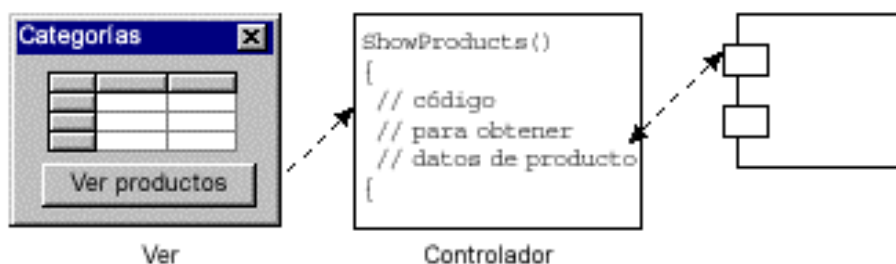 Categorías
Ver productos
Ver
ShowProducts()
{
// código
// para obtener
// datos de producto
{
Controlador